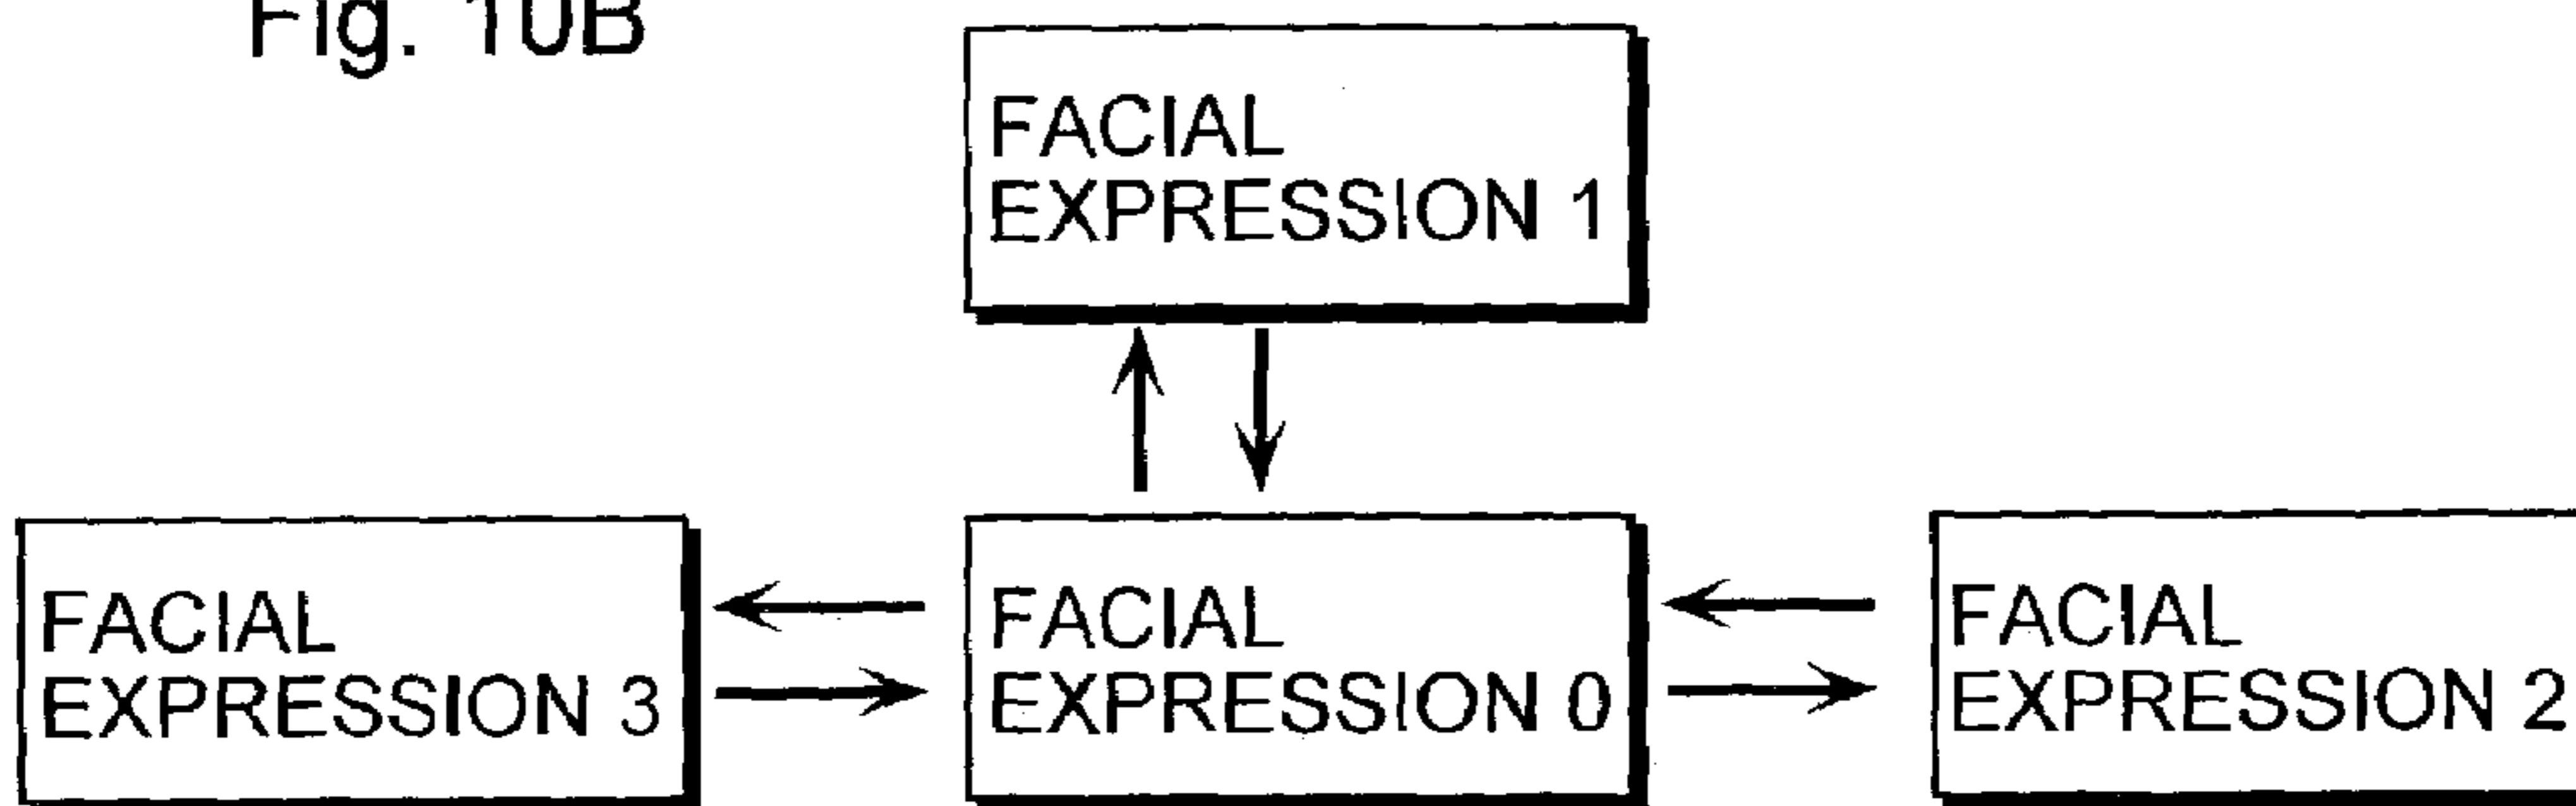 Fig. 10B
FACIAL
EXPRESSION 1
FACIAL
EXPRESSION 3
FACIAL
EXPRESSION 0
FACIAL
EXPRESSION 2